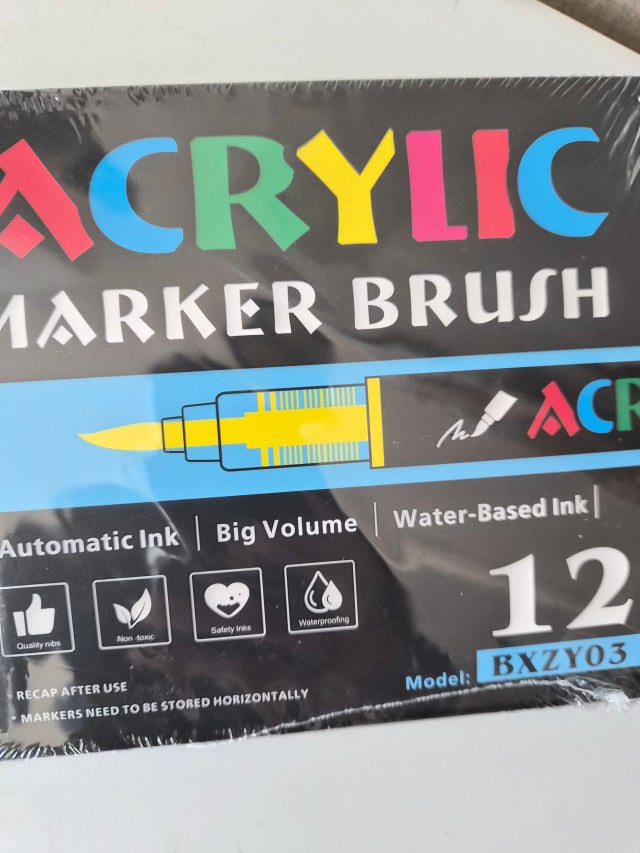 ACRYLIC
MARKER BRUSH
ACR
Automatic Ink | Big Volume | Water-Based Ink |
Quality nibs
Non -toxic
Safety Inks
Waterproofing
12
Model: BXZY03
* RECAP AFTER USE
* MARKERS NEED TO BE STORED HORIZONTALLY